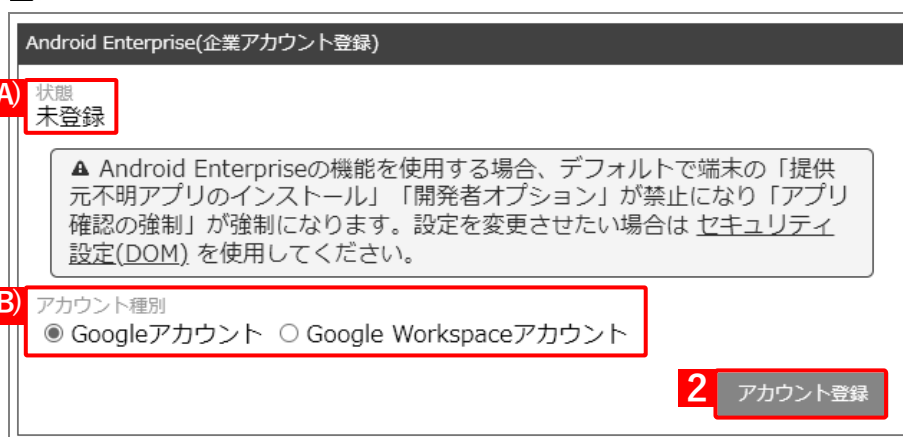 Android Enterprise(企業アカウント登録)
A)
状態
未登録
▲ Android Enterpriseの機能を使用する場合、デフォルトで端末の「提供
元不明アプリのインストール」「開発者オプション」が禁止になり「アプリ
確認の強制」が強制になります。設定を変更させたい場合は セキュリティ
設定(DOM) を使用してください。
B)
アカウント種別
Googleアカウント Google Workspaceアカウント
2 アカウント登録